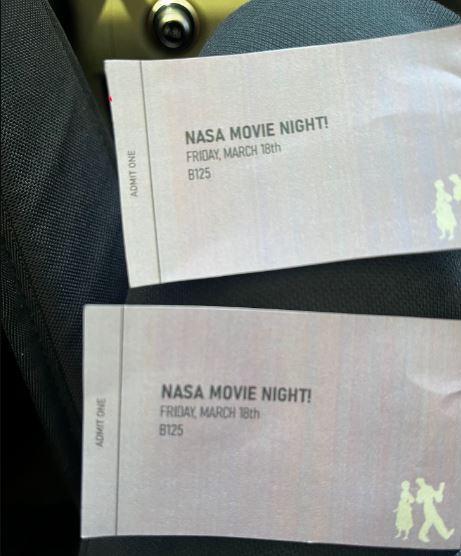 ADMIT ONE
NASA MOVIE NIGHT!
FRIDAY, MARCH 18th
B125
ADMIT ONE
NASA MOVIE NIGHT!
FRIDAY, MARCH 18th
B125